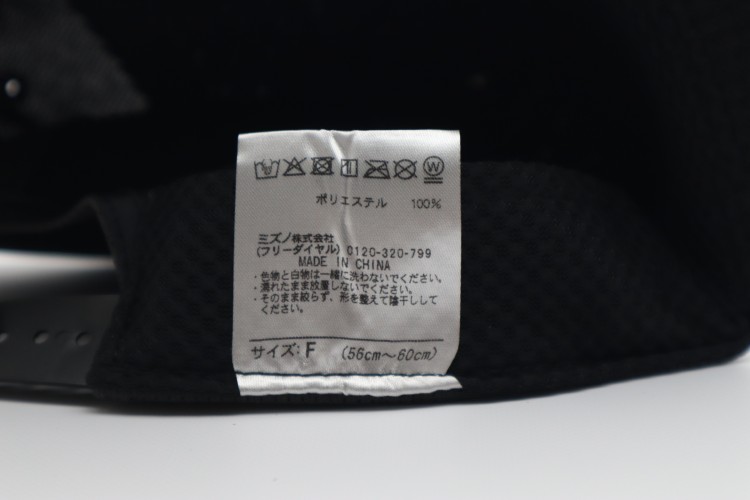 W
ポリエステル 100%
ミズノ株式会社
(フリーダイヤル) 0120-320-799
MADE IN CHINA
・色物と白物は一緒に洗わないでください。
・濡れたまま放置しないでください。
・そのまま絞らず、形を整えて陰干しして
ください。
サイズ:F (56cm~60cm)